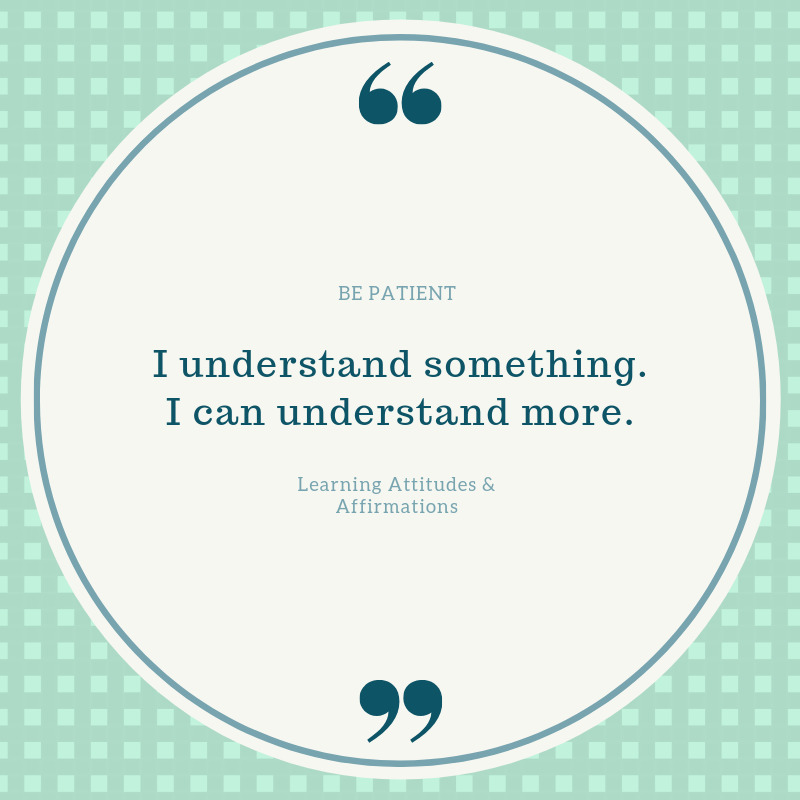 “
BE PATIENT
I understand something.
I can understand more.
Learning Attitudes &
Affirmations
”